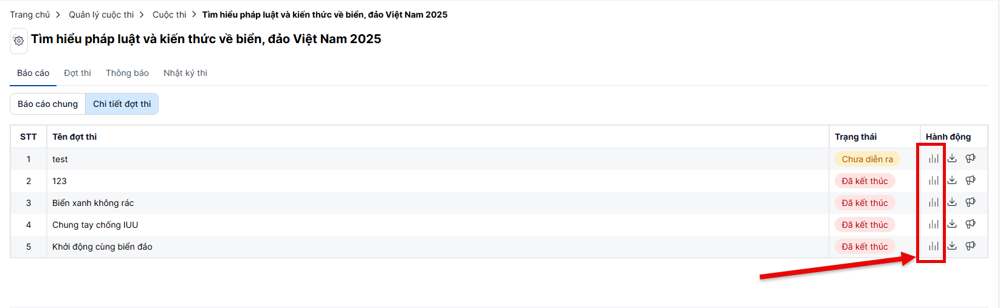 Trang chủ > Quản lý cuộc thi > Cuộc thi > Tìm hiểu pháp luật và kiến thức về biển, đảo Việt Nam 2025
Tìm hiểu pháp luật và kiến thức về biển, đảo Việt Nam 2025
Báo cáo Đợt thi Thông báo Nhật ký thi
Báo cáo chung Chi tiết đợt thi
STT Tên đợt thi Trạng thái Hành động
1 test Chưa diễn ra
2 123 Đã kết thúc
3 Biển xanh không rác Đã kết thúc
4 Chung tay chống IUU Đã kết thúc
5 Khởi động cùng biển đảo Đã kết thúc